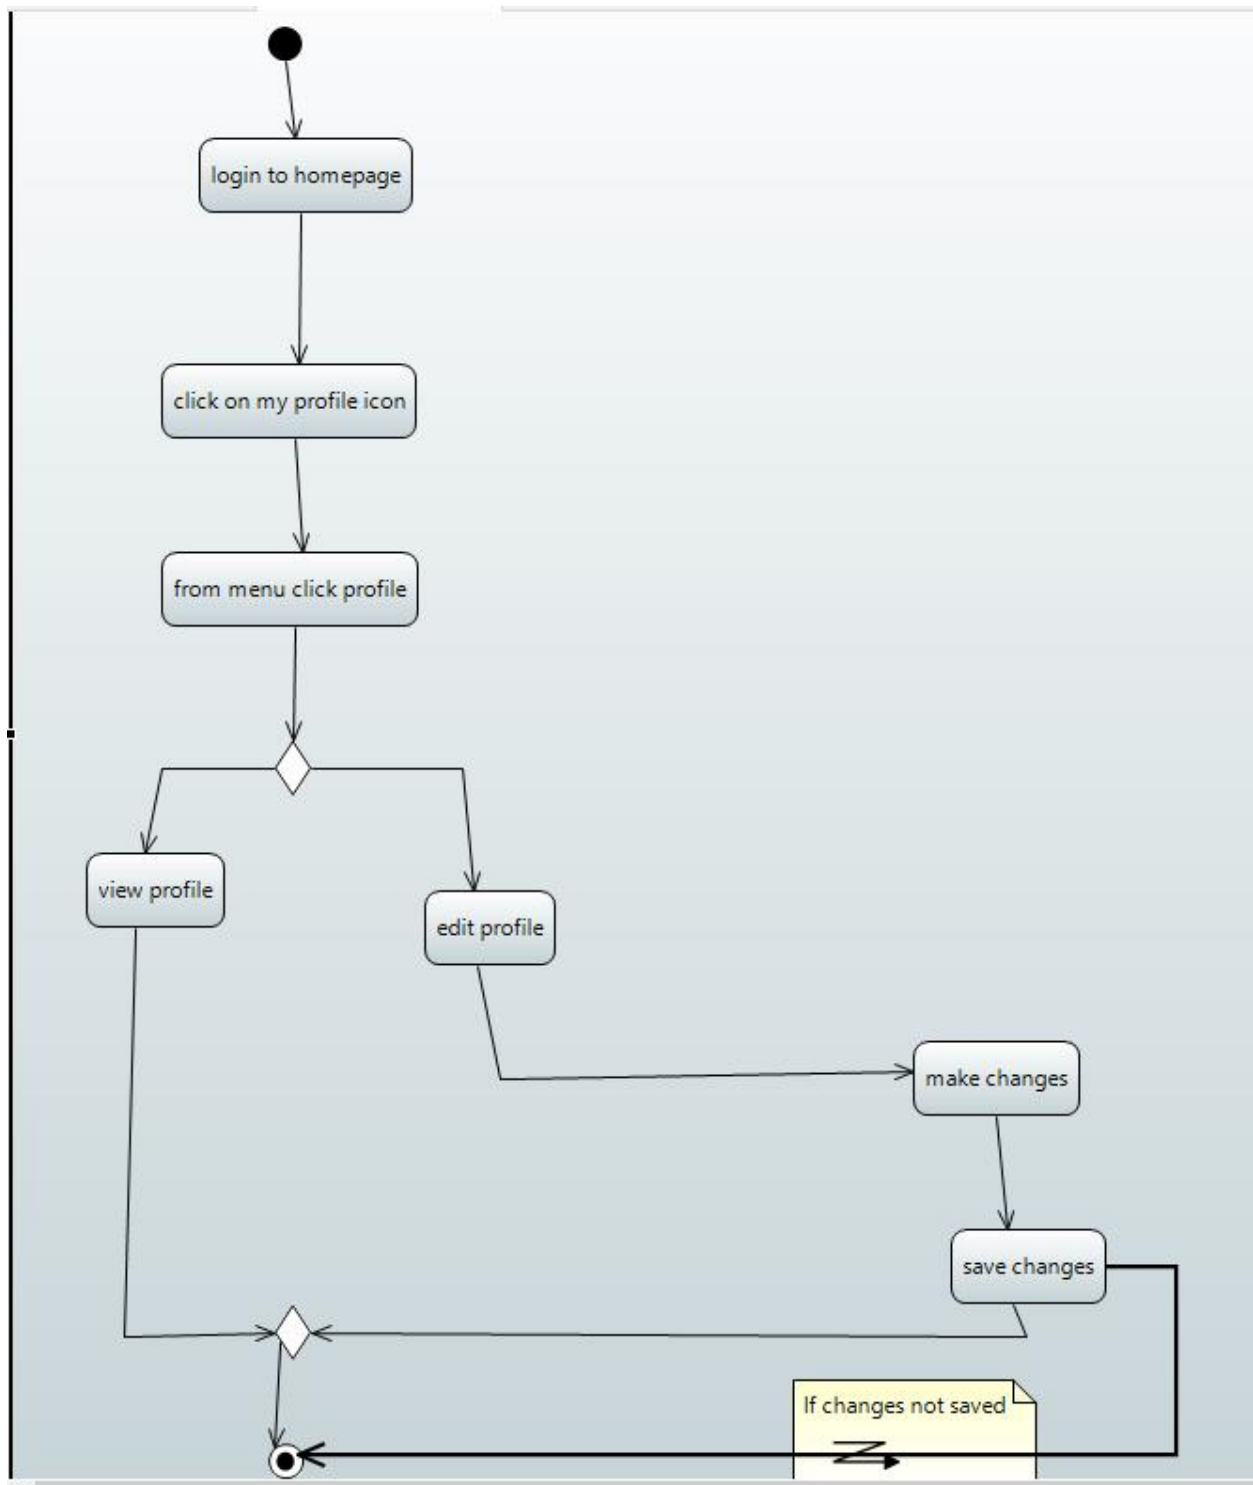 login to homepage
click on my profile icon
from menu click profile
view profile
edit profile
make changes
save changes
If changes not saved